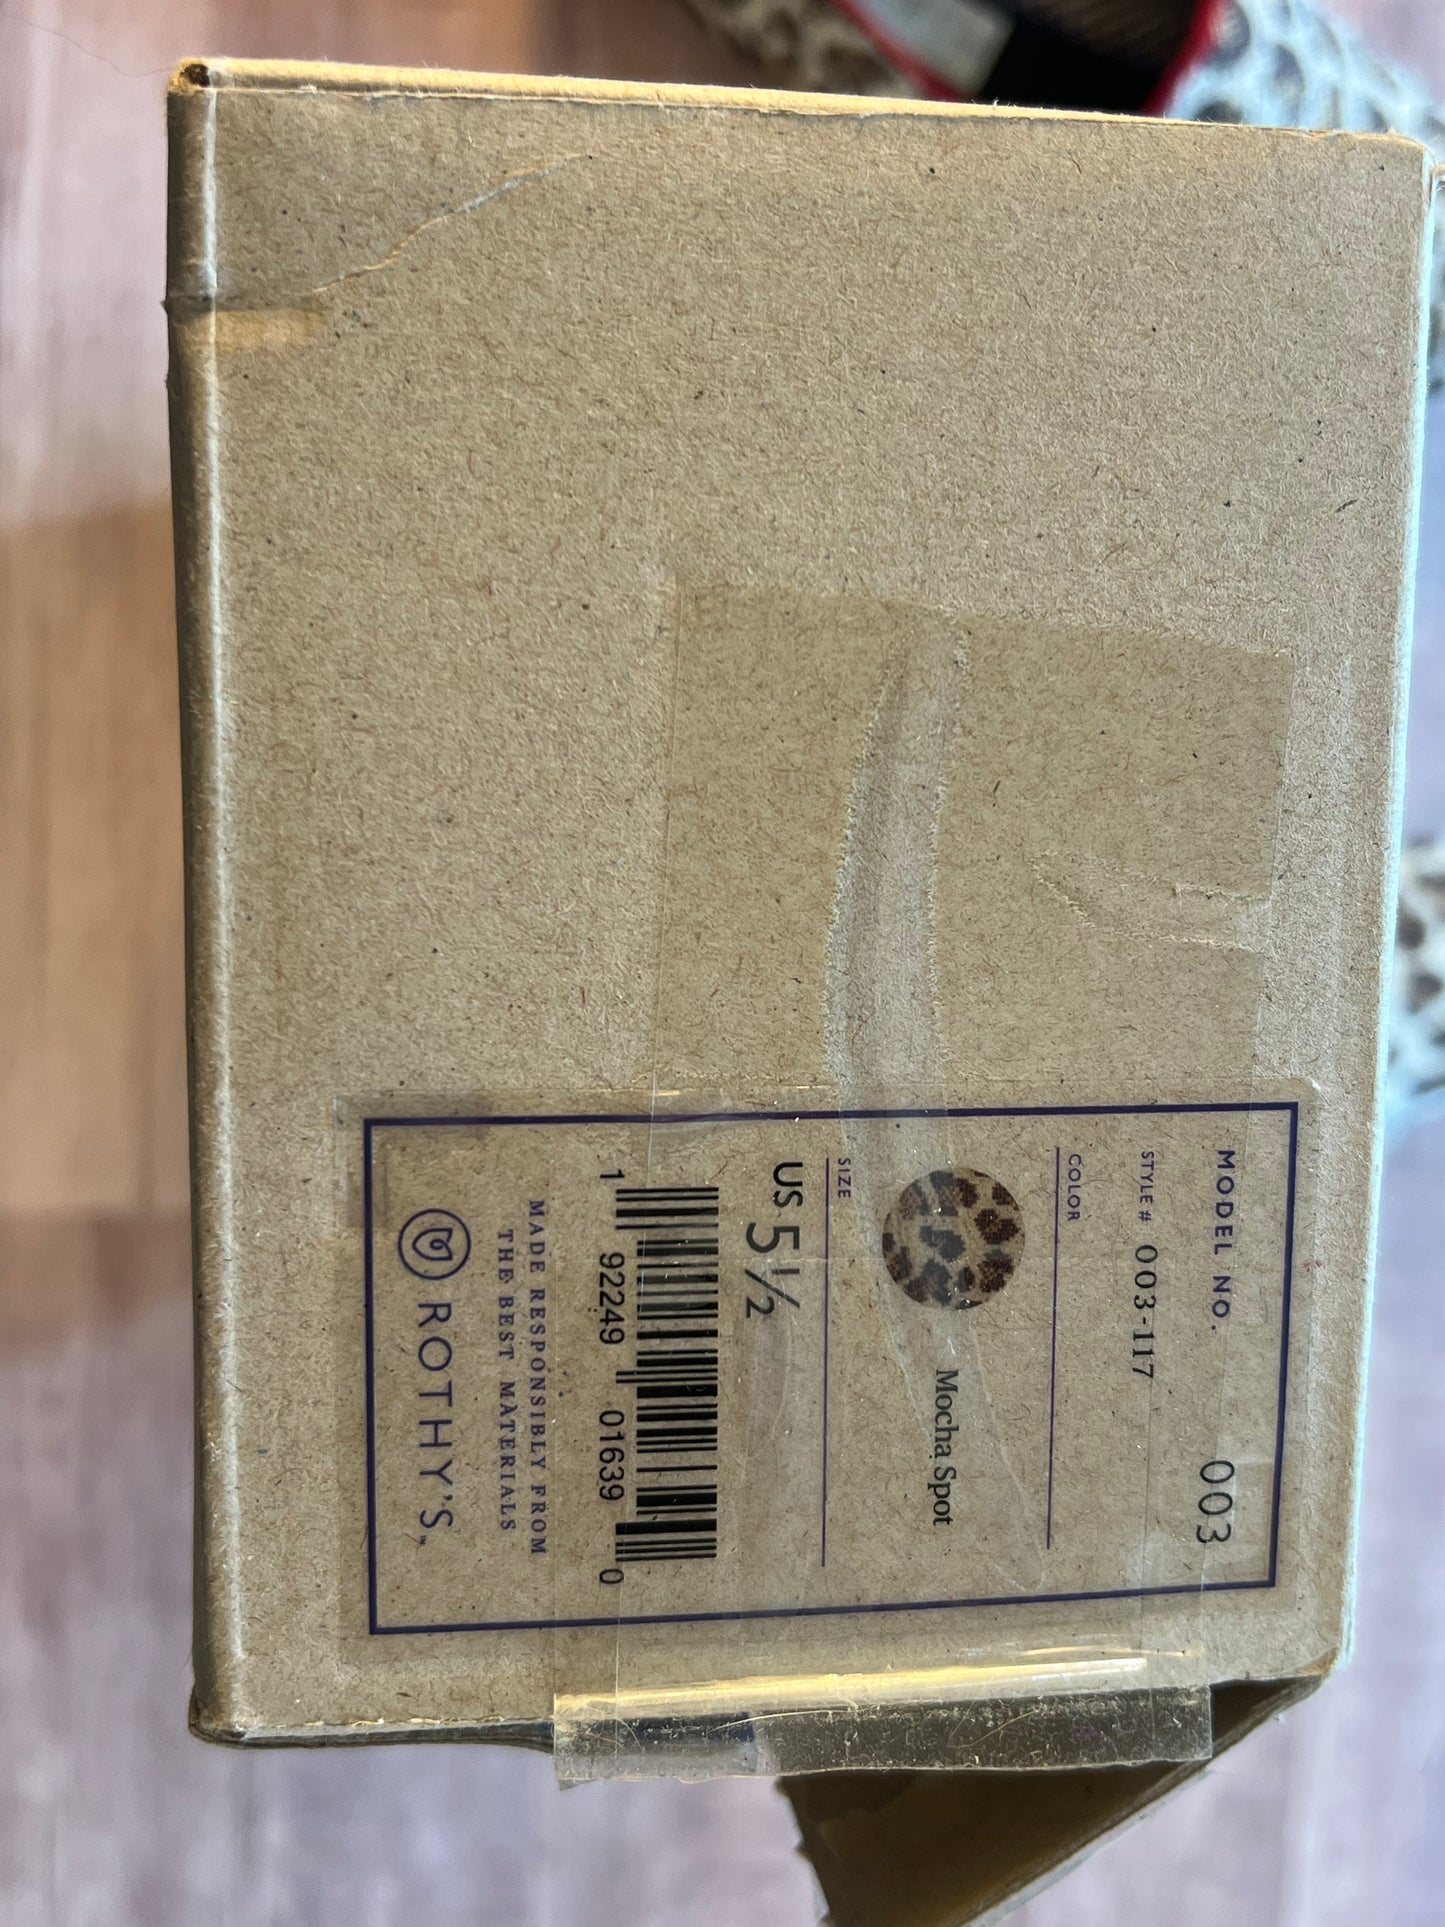 MODEL NO. 003
STYLE # 003-117
COLOR
Mocha Spot
SIZE
US 5½
1 92249 01639 0
MADE RESPONSIBLY FROM
THE BEST MATERIALS
ROTHY'S™